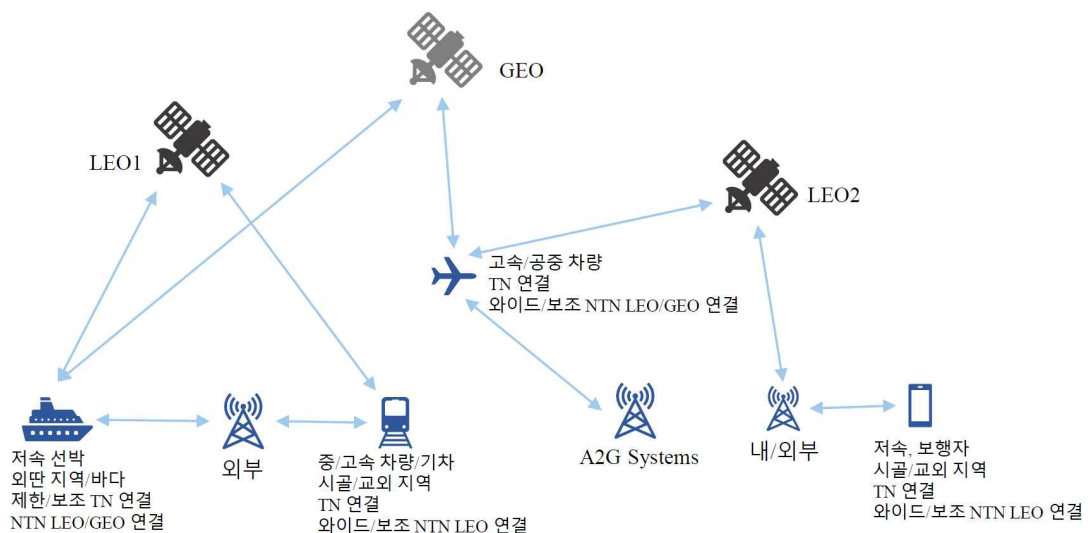 GEO
LEO1
LEO2
고속/공중 차량
TN 연결
와이드/보조 NTN LEO/GEO 연결
저속 선박
외딴 지역/바다
제한/보조 TN 연결
NTN LEO/GEO 연결
외부
중/고속 차량/기차
시골/교외 지역
TN 연결
와이드/보조 NTN LEO 연결
A2G Systems
내/외부
저속, 보행자
시골/교외 지역
TN 연결
와이드/보조 NTN LEO 연결